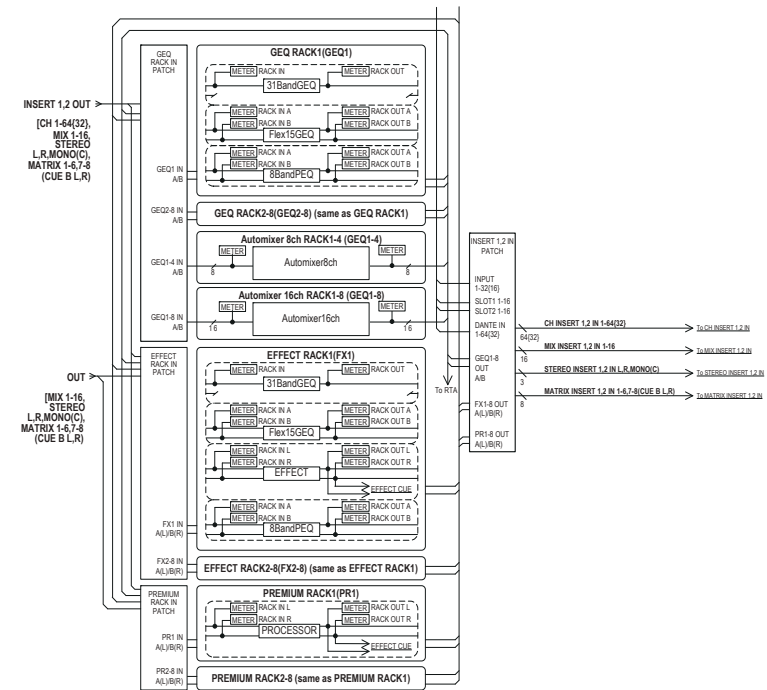 GEQ
RACK IN
PATCH
GEQ RACK1(GEQ1)
METER RACK IN
METER RACK OUT
31BandGEQ
INSERT 1,2 OUT
[CH 1-64{32},
MIX 1-16,
STEREO
L,R,MONO(C),
MATRIX 1-6,7-8
(CUE B L,R)
METER RACK IN A
METER RACK OUT A
METER RACK IN B
METER RACK OUT B
Flex15GEQ
METER RACK IN A
METER RACK OUT A
METER RACK IN B
METER RACK OUT B
8BandPEQ
GEQ1 IN
A/B
GEQ2-8 IN
A/B
GEQ RACK2-8(GEQ2-8) (same as GEQ RACK1)
Automixer 8ch RACK1-4 (GEQ1-4)
METER
METER
GEQ1-4 IN
A/B
8
Automixer8ch
8
Automixer 16ch RACK1-8 (GEQ1-8)
METER
METER
GEQ1-8 IN
A/B
16
Automixer16ch
16
EFFECT
RACK IN
PATCH
EFFECT RACK1(FX1)
METER RACK IN
METER RACK OUT
31BandGEQ
OUT
[MIX 1-16,
STEREO
L,R,MONO(C),
MATRIX 1-6,7-8
(CUE B L,R)
METER RACK IN A
METER RACK OUT A
METER RACK IN B
METER RACK OUT B
Flex15GEQ
METER RACK IN L
METER RACK OUT L
METER RACK IN R
METER RACK OUT R
EFFECT
EFFECT CUE
METER RACK IN A
METER RACK OUT A
METER RACK IN B
METER RACK OUT B
8BandPEQ
FX1 IN
A(L)/B(R)
FX2-8 IN
A(L)/B(R)
EFFECT RACK2-8(FX2-8) (same as EFFECT RACK1)
PREMIUM
RACK IN
PATCH
PREMIUM RACK1(PR1)
METER RACK IN L
METER RACK OUT L
METER RACK IN R
METER RACK OUT R
PROCESSOR
EFFECT CUE
PR1 IN
A(L)/B(R)
PR2-8 IN
A(L)/B(R)
PREMIUM RACK2-8 (same as PREMIUM RACK1)
To RTA
INSERT 1,2 IN
PATCH
INPUT
1-32{16}
SLOT1 1-16
SLOT2 1-16
DANTE IN
1-64{32}
GEQ1-8
OUT
A/B
FX1-8 OUT
A(L)/B(R)
PR1-8 OUT
A(L)/B(R)
CH INSERT 1,2 IN 1-64{32}
64{32}
To CH INSERT 1,2 IN
MIX INSERT 1,2 IN 1-16
16
To MIX INSERT 1,2 IN
STEREO INSERT 1,2 IN L,R,MONO(C)
3
To STEREO INSERT 1,2 IN
MATRIX INSERT 1,2 IN 1-6,7-8(CUE B L,R)
8
To MATRIX INSERT 1,2 IN